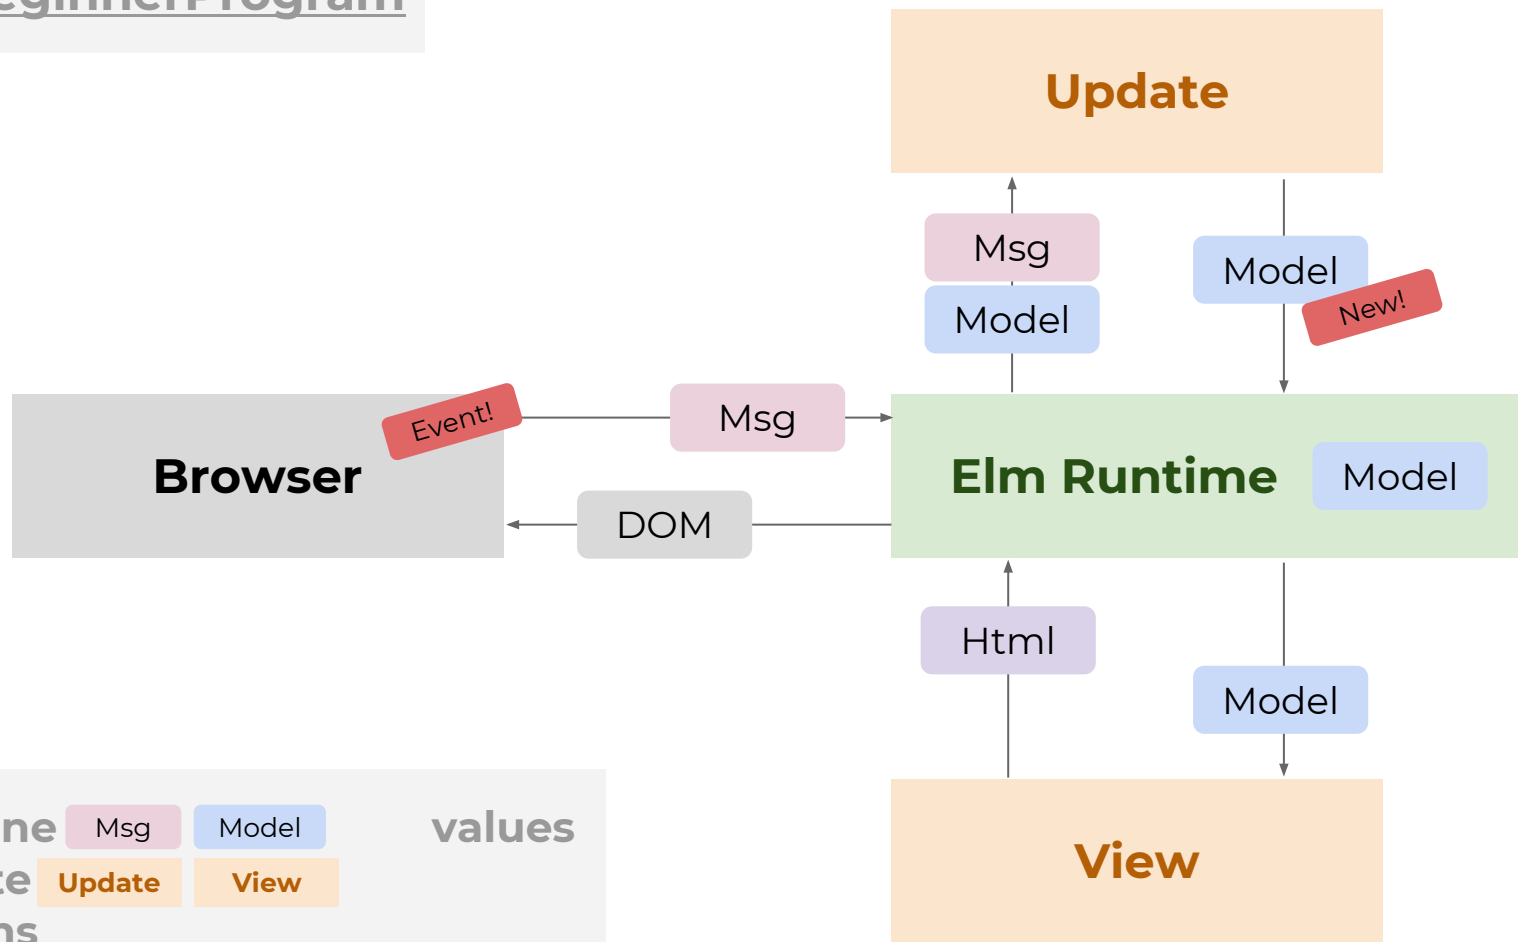 Update
Msg
Model
Model
New!
Event!
Msg
Browser
Elm Runtime
Model
DOM
Html
Model
Msg Model values
Update View
View